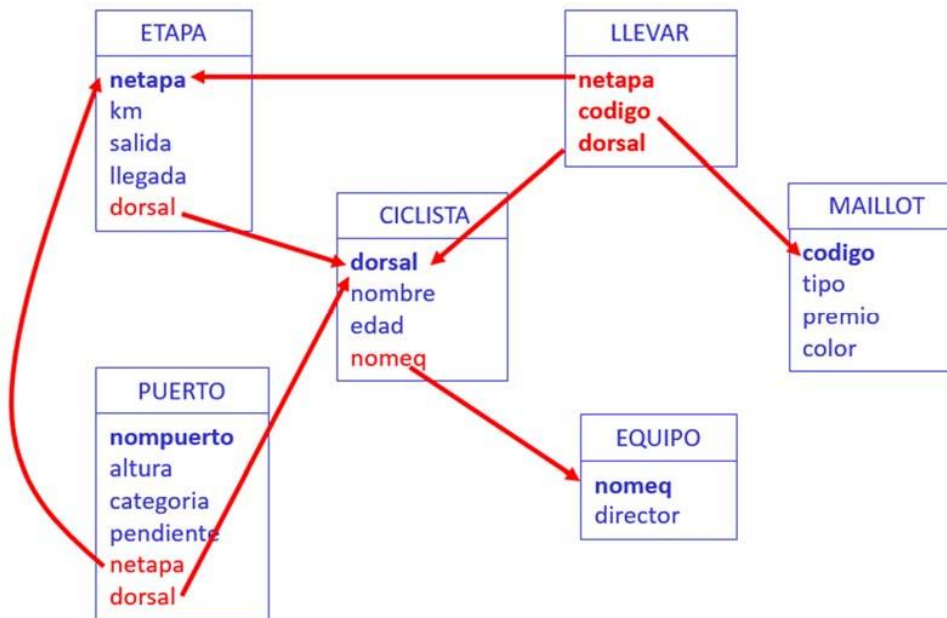 ETAPA
netapa
km
salida
llegada
dorsal
LLEVAR
netapa
codigo
dorsal
CICLISTA
dorsal
nombre
edad
nomeq
MAILLOT
codigo
tipo
premio
color
PUERTO
nompuerto
altura
categoria
pendiente
netapa
dorsal
EQUIPO
nomeq
director